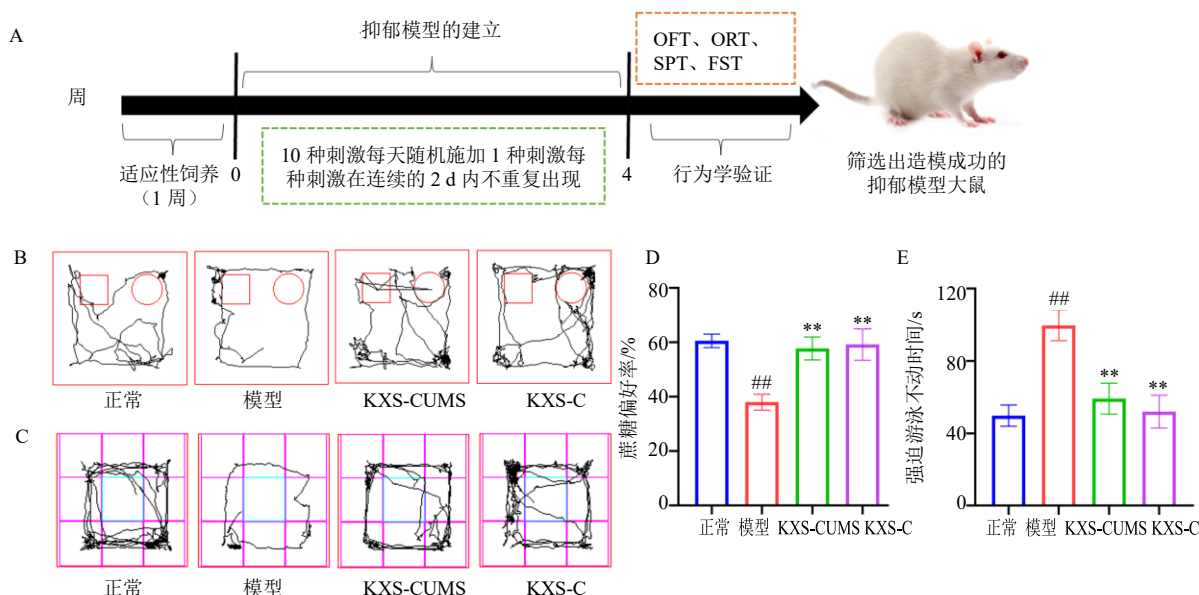 A
抑郁模型的建立
OFT、ORT、
SPT、FST
周
适应性饲养
（1 周）
0
10 种刺激每天随机施加 1 种刺激每
种刺激在连续的 2 d 内不重复出现
4
行为学验证
筛选出造模成功的
抑郁模型大鼠
B
正常
模型
KXS-CUMS
KXS-C
C
正常
模型
KXS-CUMS
KXS-C
D
蔗糖偏好率/%
80
60
40
20
0
##
**
**
正常 模型 KXS-CUMS KXS-C
E
强迫游泳不动时间/s
120
80
40
0
##
**
**
正常 模型 KXS-CUMS KXS-C